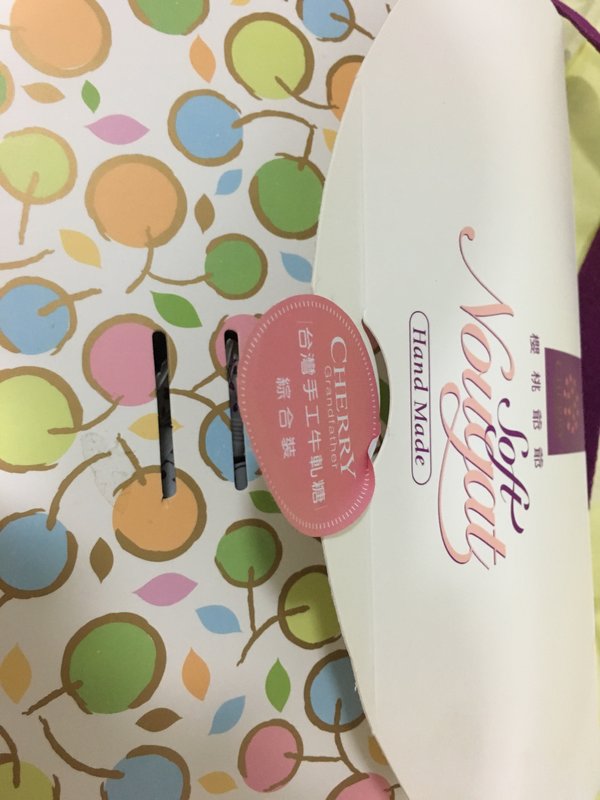 櫻桃爺爺
Soft
Nougat
Hand Made
CHERRY
Grandfather
台灣手工牛軋糖
綜合裝